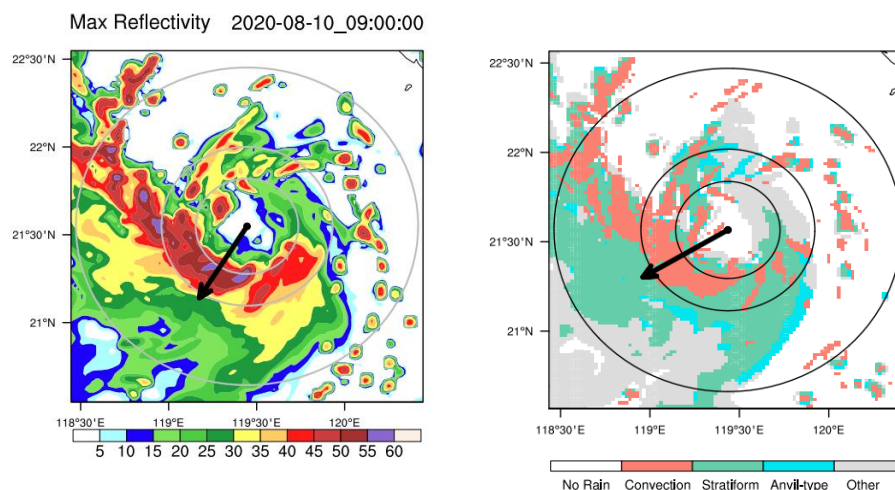 Max Reflectivity 2020-08-10_09:00:00
22°30'N
22°N
21°30'N
21°N
118°30'E 119°E 119°30'E 120°E
5 10 15 20 25 30 35 40 45 50 55 60
22°30'N
22°N
21°30'N
21°N
118°30'E 119°E 119°30'E 120°E
No Rain Convection Stratiform Anvil-type Other